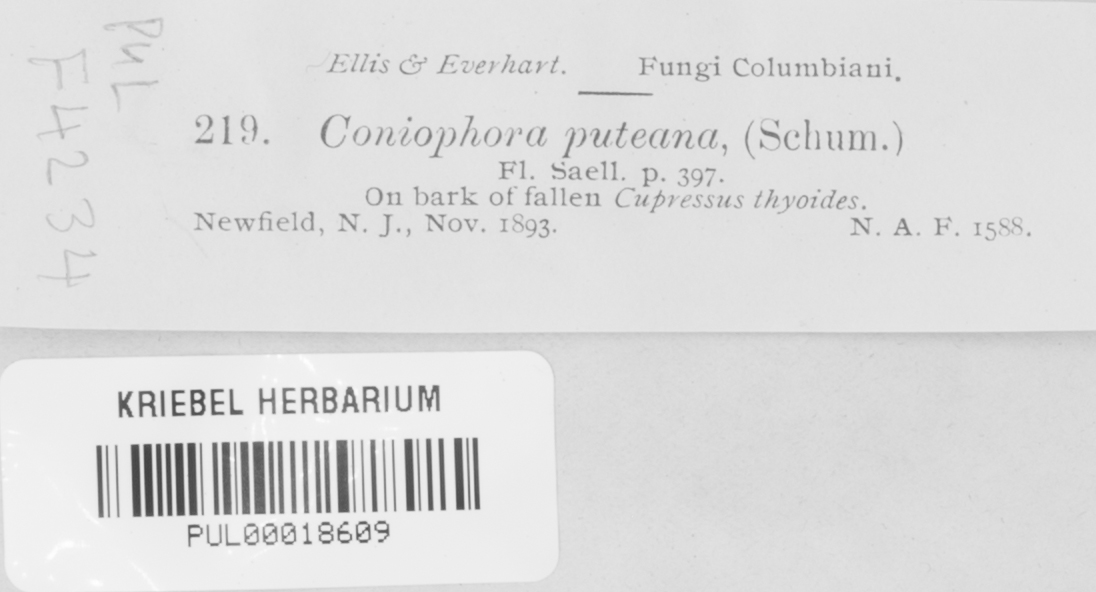 PUL
F42234
Ellis & Everhart. Fungi Columbiani.
219. Coniophora puteana, (Schum.)
Fl. Saell. p. 397.
On bark of fallen Cupressus thyoides.
Newfield, N. J., Nov. 1893. N. A. F. 1588.
KRIEBEL HERBARIUM
PUL00018609